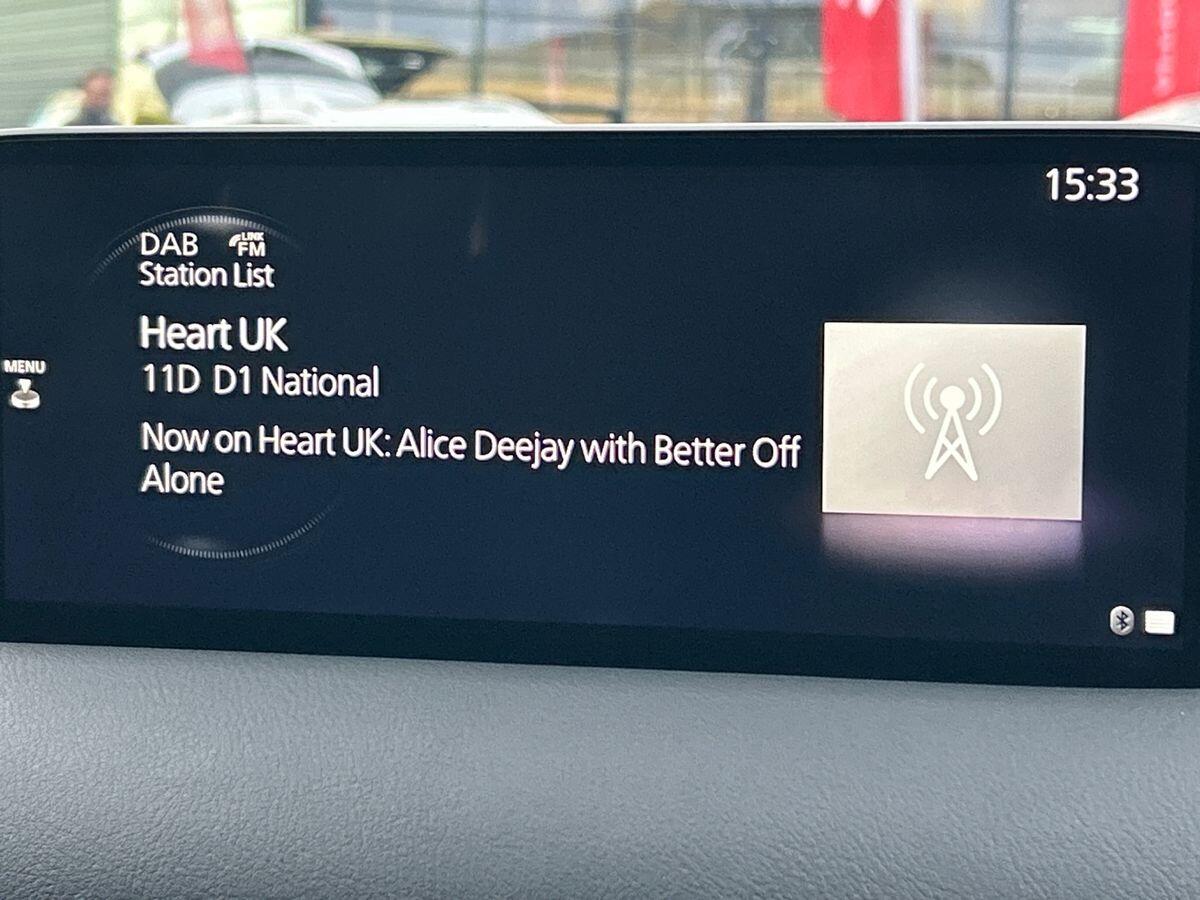 15:33
DAB LINK FM
Station List
Heart UK
MENU
11D D1 National
Now on Heart UK: Alice Deejay with Better Off
Alone